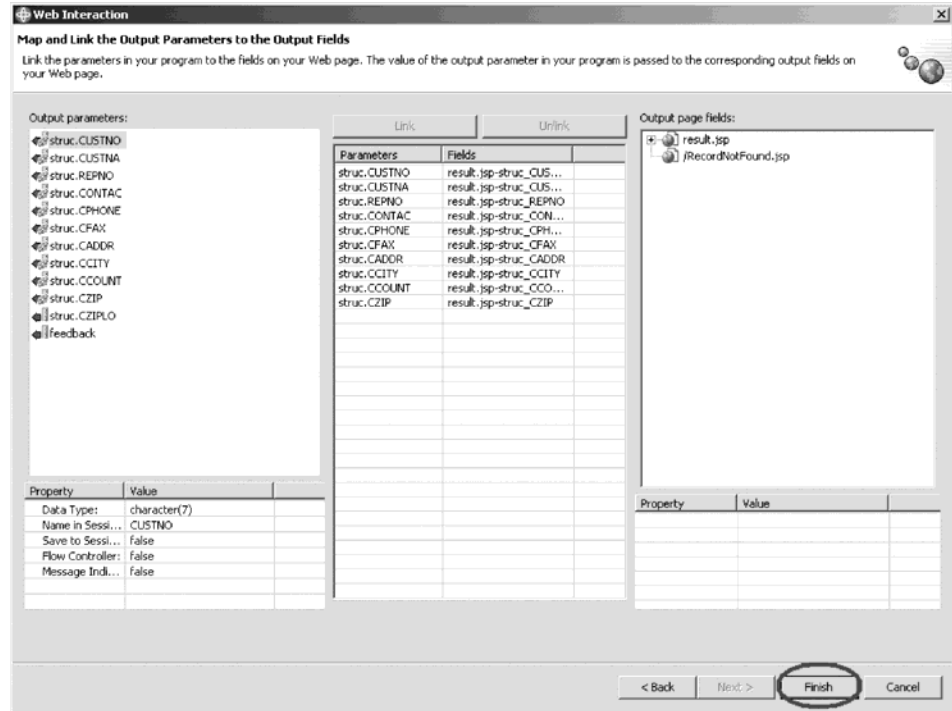 Web Interaction
Map and Link the Output Parameters to the Output Fields
Link the parameters in your program to the fields on your Web page. The value of the output parameter in your program is passed to the corresponding output fields on
your Web page.
Output parameters:
struc.CUSTNO
struc.CUSTNA
struc.REPNO
struc.CONTAC
struc.CPHONE
struc.CFAX
struc.CADDR
struc.CCITY
struc.CCOUNT
struc.CZIP
struc.CZIPLO
feedback
Property Value
Data Type: character(7)
Name in Sessi... CUSTNO
Save to Sessi... false
Flow Controller: false
Message Indi... false
Link Unlink
Parameters Fields
struc.CUSTNO result.jsp-struc_CUS...
struc.CUSTNA result.jsp-struc_CUS...
struc.REPNO result.jsp-struc_REPNO
struc.CONTAC result.jsp-struc_CON...
struc.CPHONE result.jsp-struc_CPH...
struc.CFAX result.jsp-struc_CFAX
struc.CADDR result.jsp-struc_CADDR
struc.CCITY result.jsp-struc_CCITY
struc.CCOUNT result.jsp-struc_CCO...
struc.CZIP result.jsp-struc_CZIP
Output page fields:
result.jsp
/RecordNotFound.jsp
Property Value
< Back Next > Finish Cancel